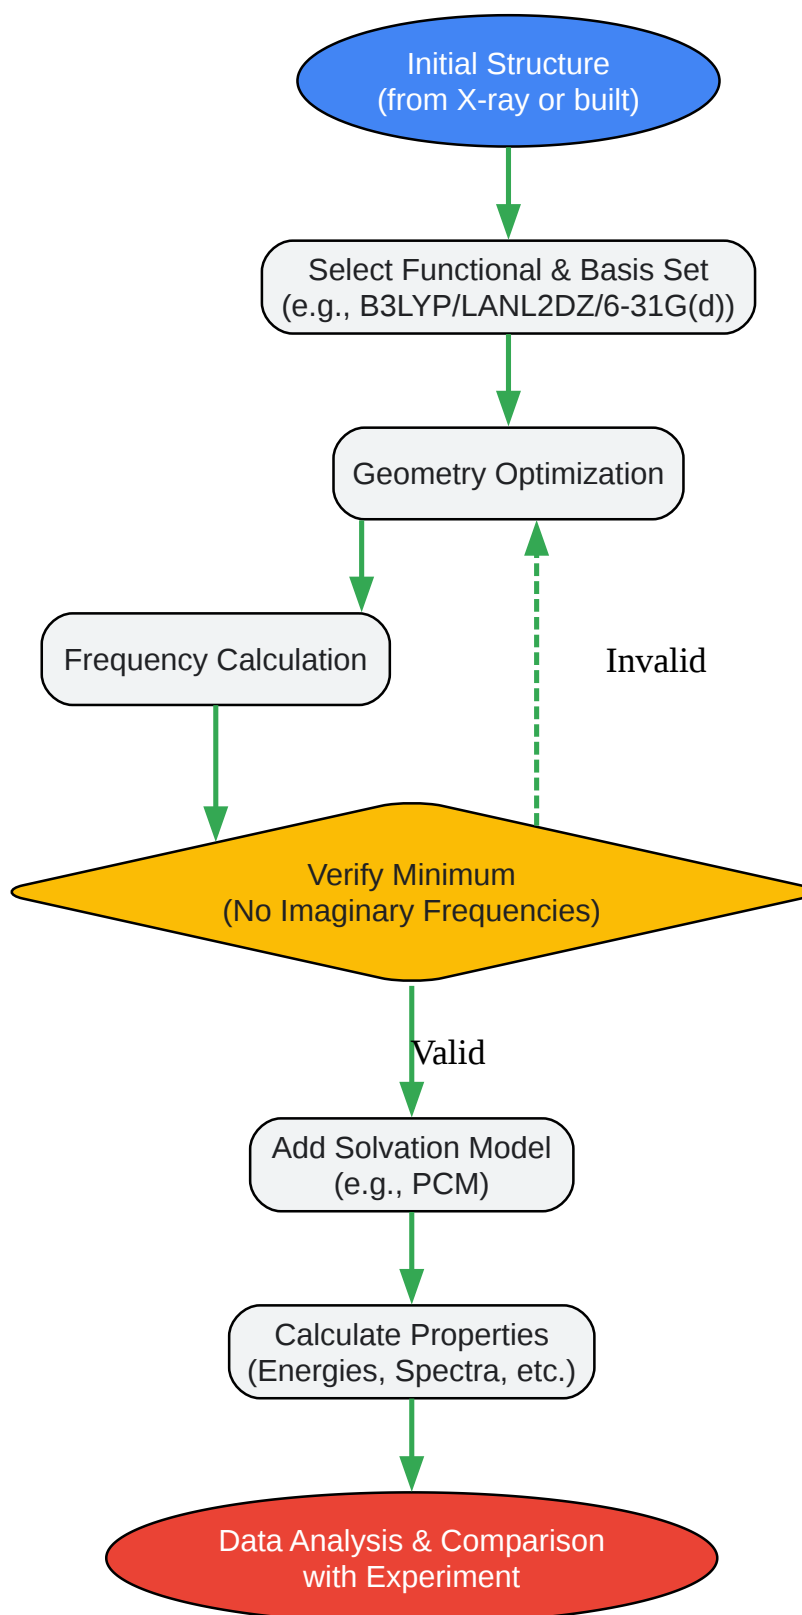 Initial Structure
(from X-ray or built)
Select Functional & Basis Set
(e.g., B3LYP/LANL2DZ/6-31G(d))
Geometry Optimization
Frequency Calculation
Invalid
Verify Minimum
(No Imaginary Frequencies)
Valid
Add Solvation Model
(e.g., PCM)
Calculate Properties
(Energies, Spectra, etc.)
Data Analysis & Comparison
with Experiment